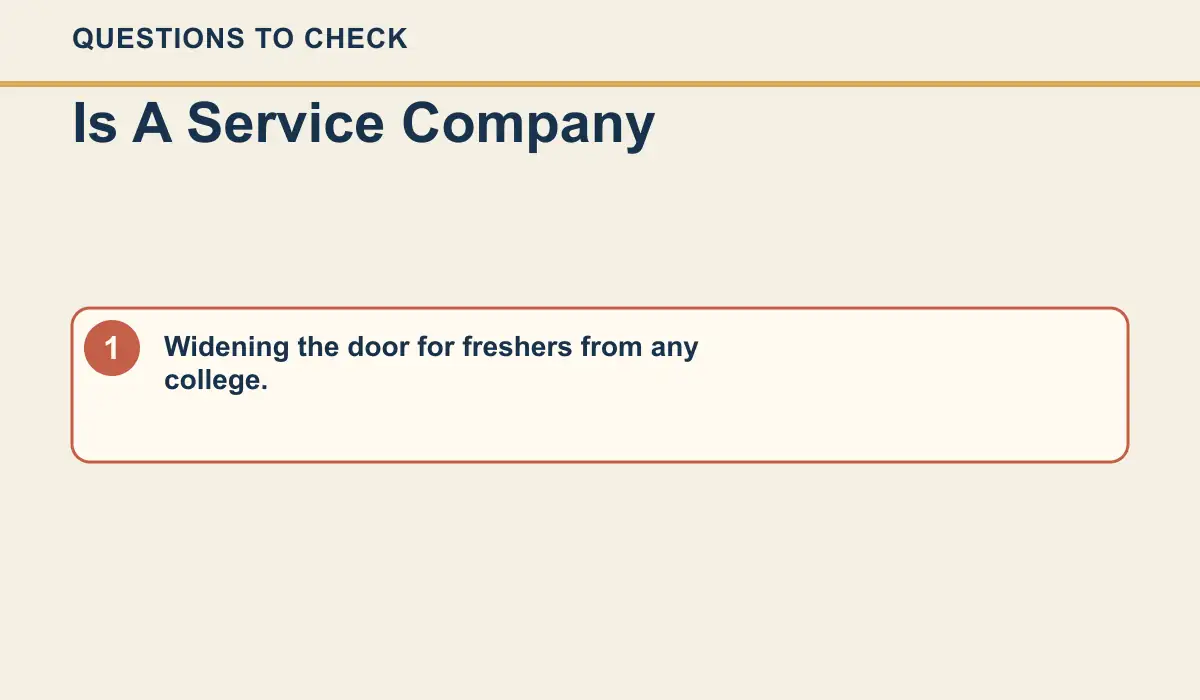 QUESTIONS TO CHECK
Is A Service Company
1
Widening the door for freshers from any
college.